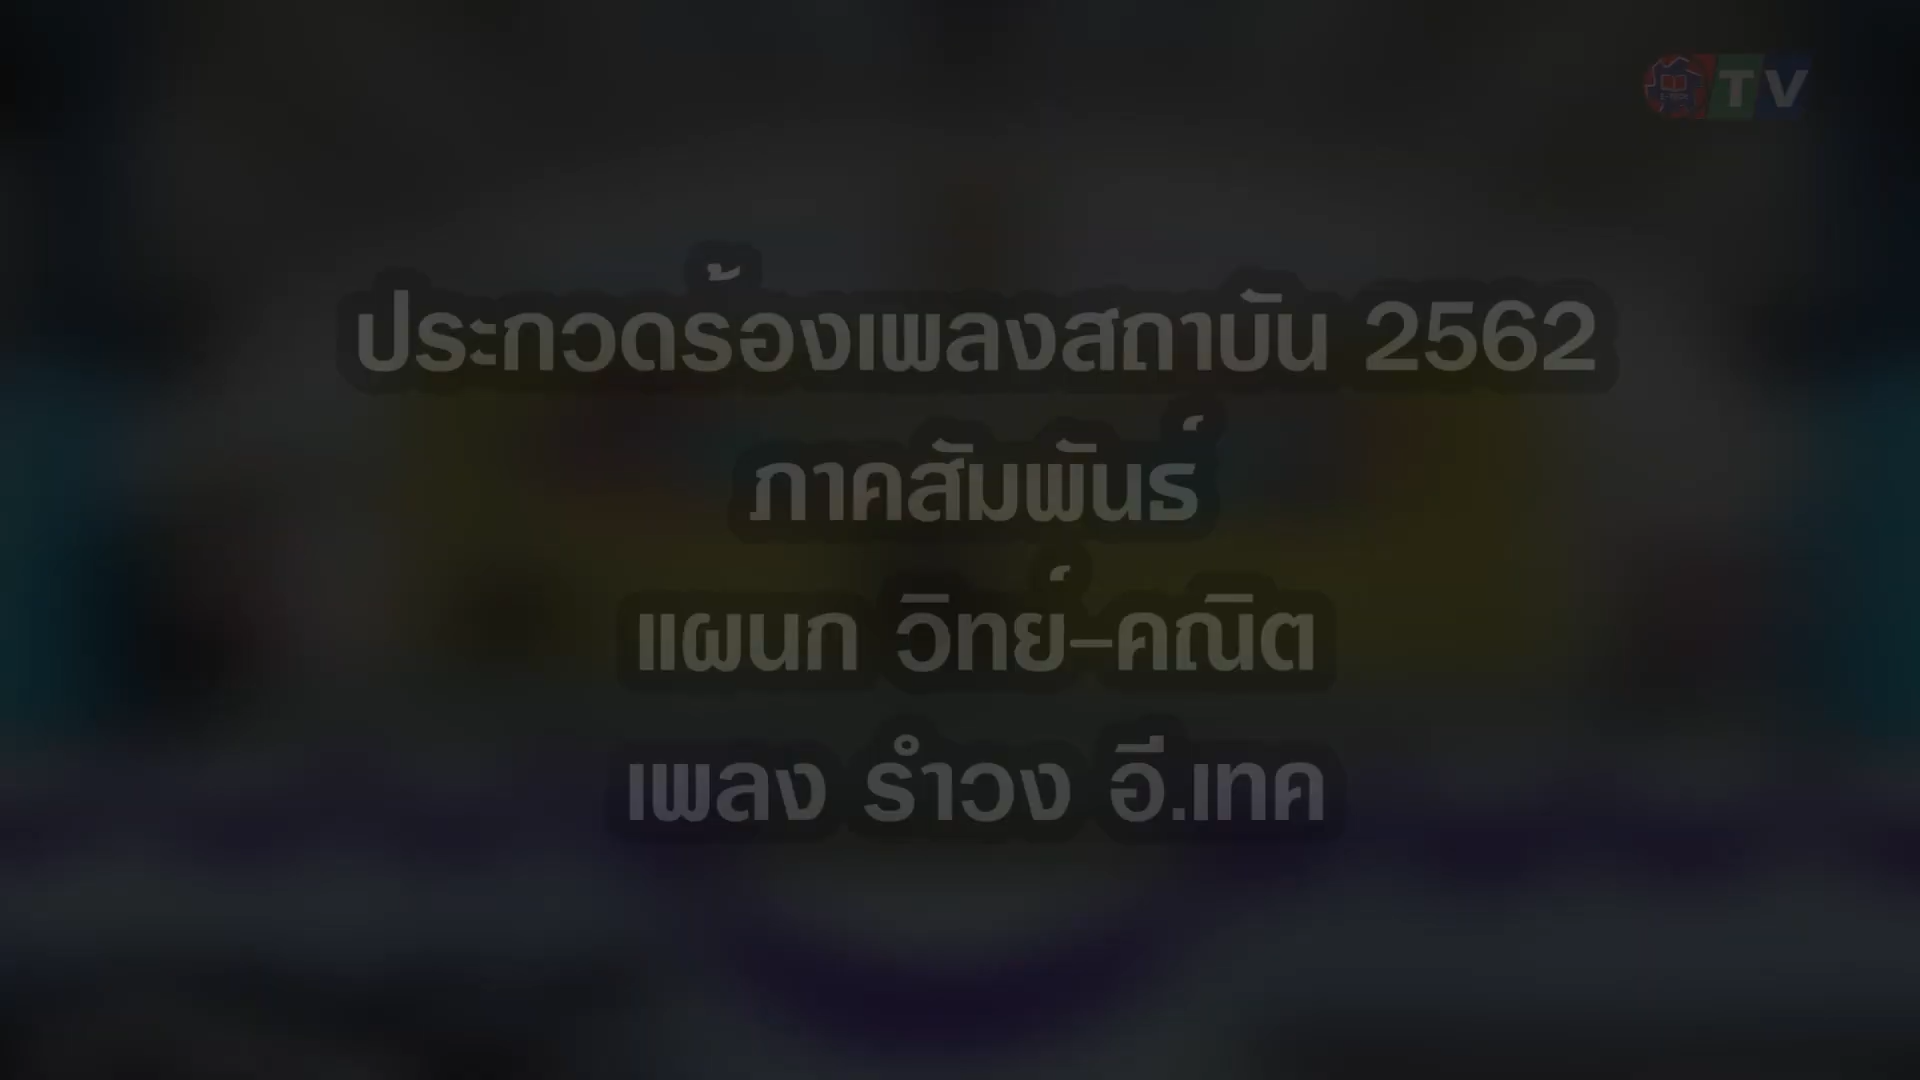 TV
ประกวดร้องเพลงสถาบัน 2562
ภาคสัมพันธ์
แผนก วิทย์-คณิต
เพลง รำวง อี.เทค